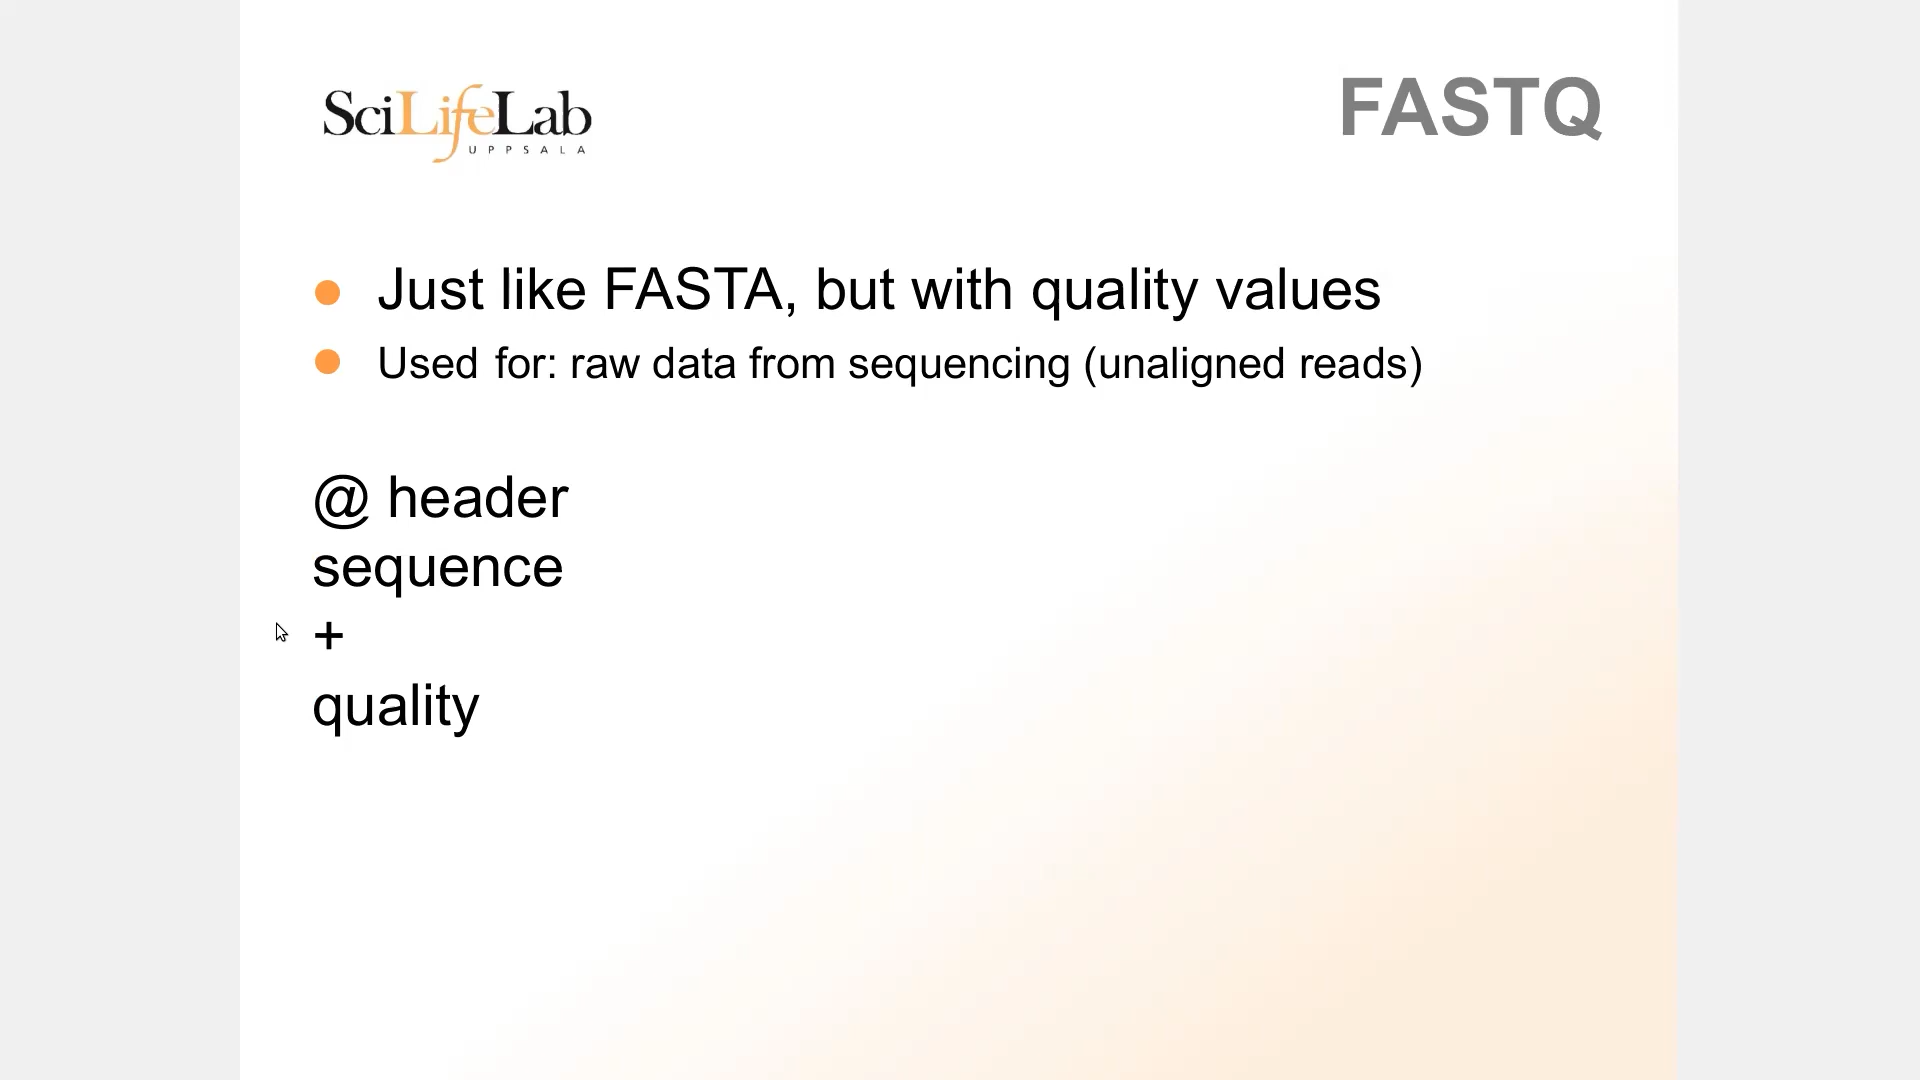 SciLifeLab
UPPSALA
FASTQ
Just like FASTA, but with quality values
Used for: raw data from sequencing (unaligned reads)
@ header
sequence
+
quality